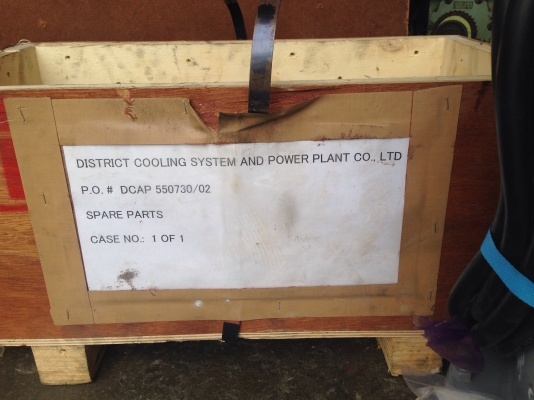 DISTRICT COOLING SYSTEM AND POWER PLANT CO., LTD
P.O. # DCAP 550730/02
SPARE PARTS
CASE NO.: 1 OF 1